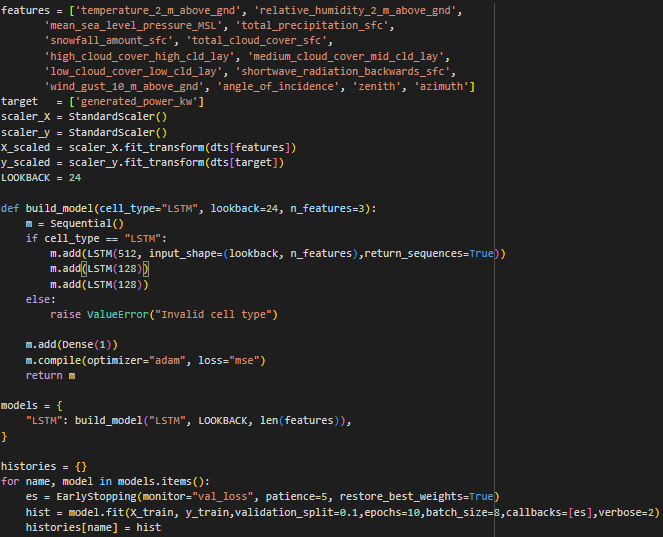 features = ['temperature_2_m_above_gnd', 'relative_humidity_2_m_above_gnd',
'mean_sea_level_pressure_MSL', 'total_precipitation_sfc',
'snowfall_amount_sfc', 'total_cloud_cover_sfc',
'high_cloud_cover_high_cld_lay', 'medium_cloud_cover_mid_cld_lay',
'low_cloud_cover_low_cld_lay', 'shortwave_radiation_backwards_sfc',
'wind_gust_10_m_above_gnd', 'angle_of_incidence', 'zenith', 'azimuth']
target   = ['generated_power_kw']
scaler_X = StandardScaler()
scaler_y = StandardScaler()
X_scaled = scaler_X.fit_transform(dts[features])
y_scaled = scaler_y.fit_transform(dts[target])
LOOKBACK = 24
def build_model(cell_type="LSTM", lookback=24, n_features=3):
m = Sequential()
if cell_type == "LSTM":
m.add(LSTM(512, input_shape=(lookback, n_features),return_sequences=True))
m.add(LSTM(128))
m.add(LSTM(128))
else:
raise ValueError("Invalid cell type")
m.add(Dense(1))
m.compile(optimizer="adam", loss="mse")
return m
models = {
"LSTM": build_model("LSTM", LOOKBACK, len(features)),
}
histories = {}
for name, model in models.items():
es = EarlyStopping(monitor="val_loss", patience=5, restore_best_weights=True)
hist = model.fit(X_train, y_train,validation_split=0.1,epochs=10,batch_size=8,callbacks=[es],verbose=2)
histories[name] = hist